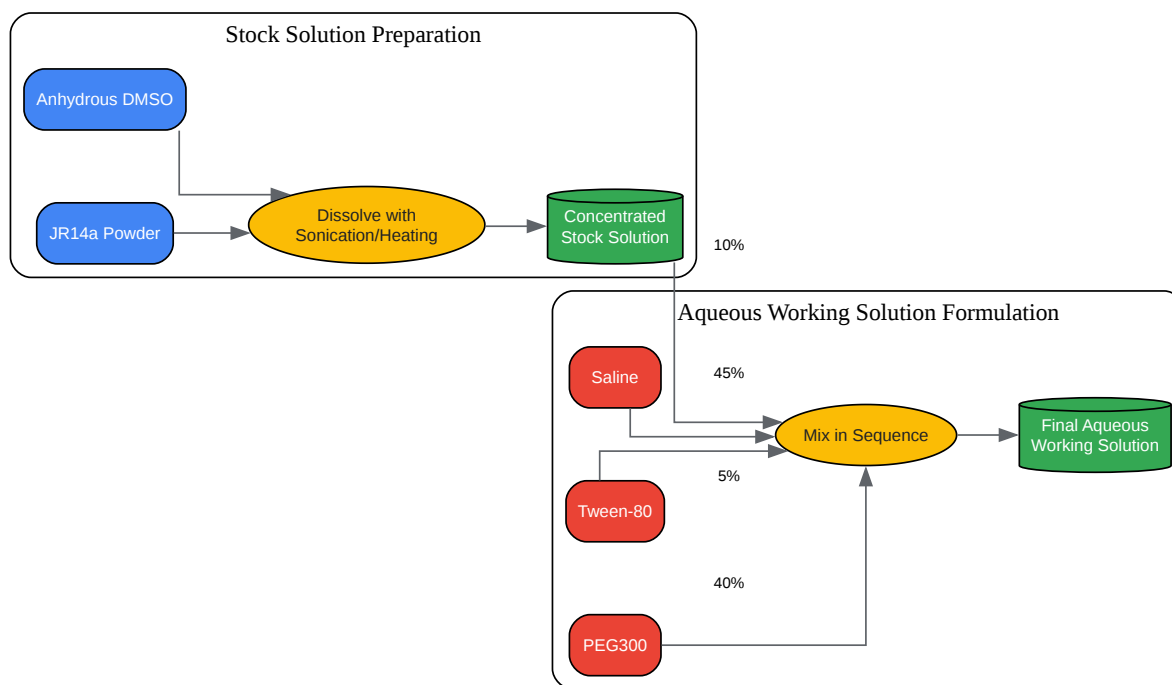 Stock Solution Preparation
Anhydrous DMSO
JR14a Powder
Dissolve with
Sonication/Heating
Concentrated
Stock Solution
10%
Aqueous Working Solution Formulation
Saline
45%
Mix in Sequence
Final Aqueous
Working Solution
5%
Tween-80
40%
PEG300